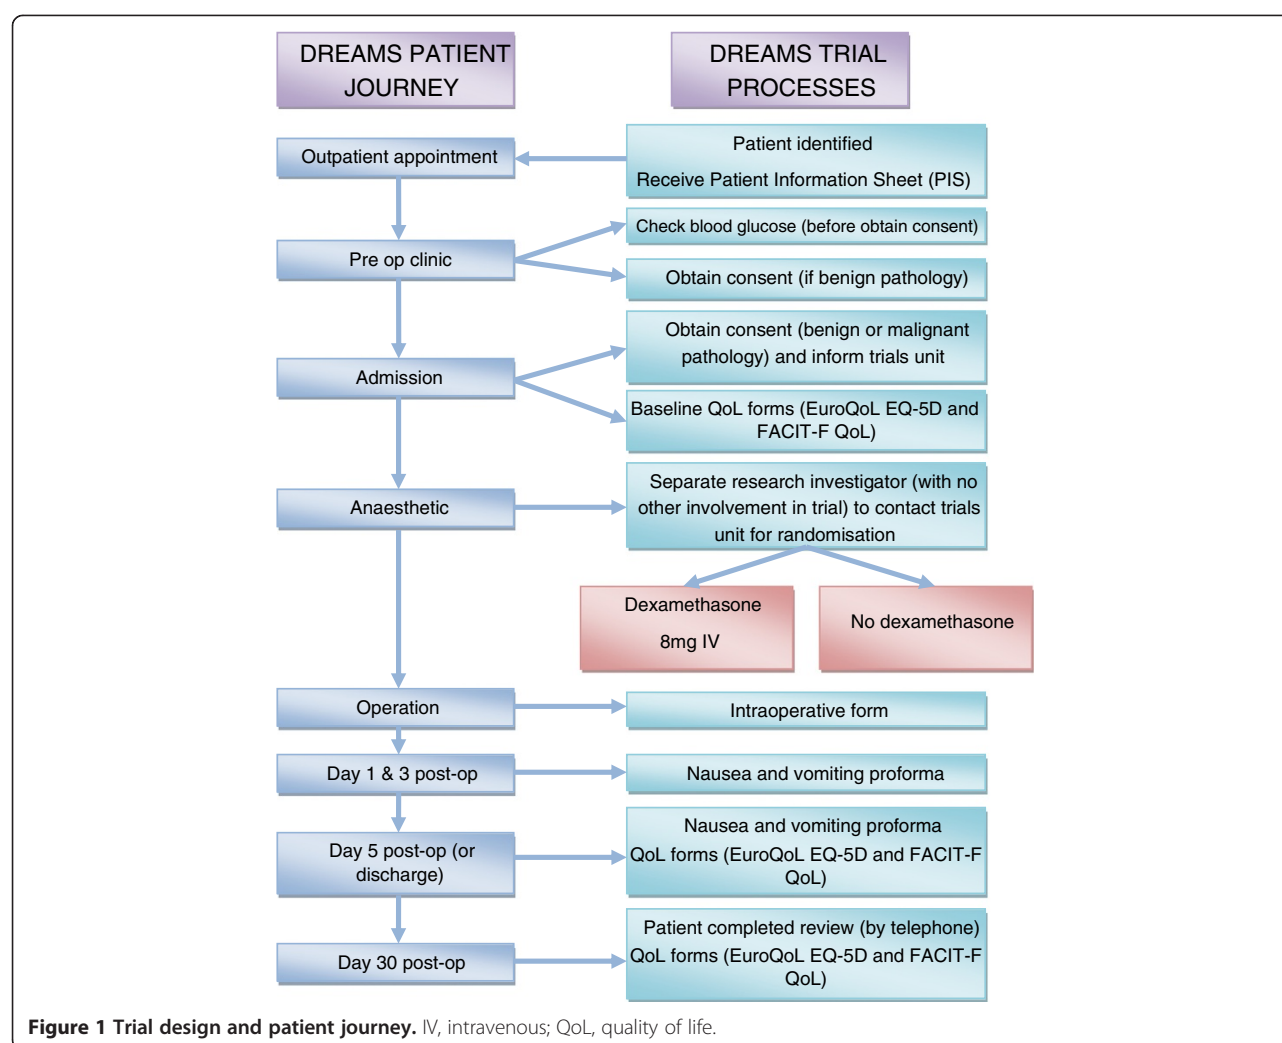 DREAMS PATIENT
JOURNEY
DREAMS TRIAL
PROCESSES
Outpatient appointment
Patient identified
Receive Patient Information Sheet (PIS)
Pre op clinic
Check blood glucose (before obtain consent)
Obtain consent (if benign pathology)
Admission
Obtain consent (benign or malignant
pathology) and inform trials unit
Baseline QoL forms (EuroQoL EQ-5D and
FACIT-F QoL)
Anaesthetic
Separate research investigator (with no
other involvement in trial) to contact trials
unit for randomisation
Dexamethasone
8mg IV
No dexamethasone
Operation
Intraoperative form
Day 1 & 3 post-op
Nausea and vomiting proforma
Day 5 post-op (or
discharge)
Nausea and vomiting proforma
QoL forms (EuroQoL EQ-5D and FACIT-F
QoL)
Day 30 post-op
Patient completed review (by telephone)
QoL forms (EuroQoL EQ-5D and FACIT-F
QoL)
Figure 1 Trial design and patient journey. IV, intravenous; QoL, quality of life.